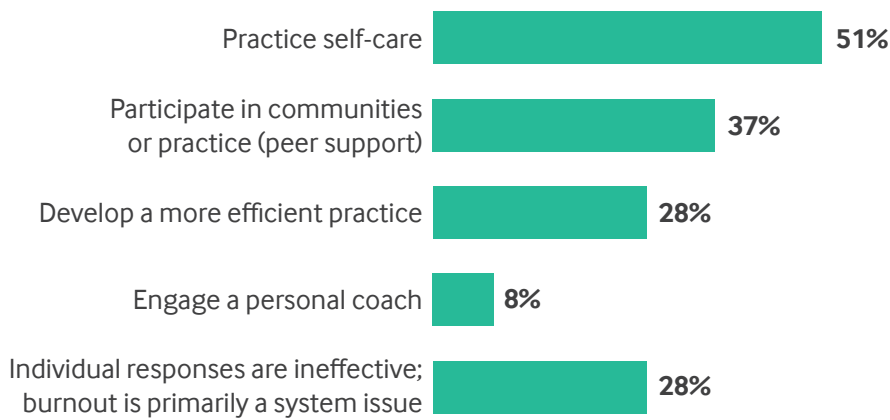 Practice self-care 51%
Participate in communities
or practice (peer support) 37%
Develop a more efficient practice 28%
Engage a personal coach 8%
Individual responses are ineffective;
burnout is primarily a system issue 28%